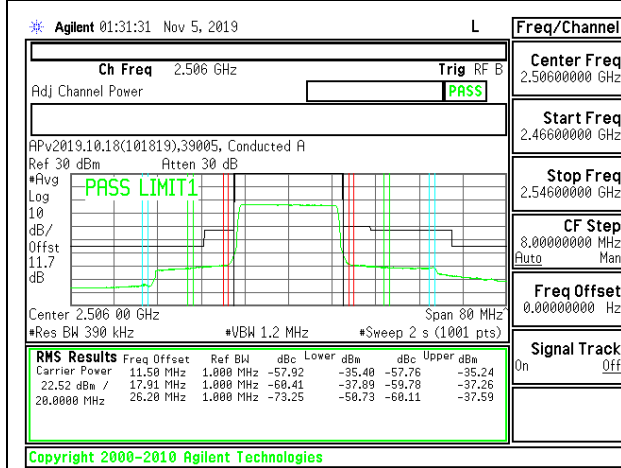 Agilent 01:31:31 Nov 5, 2019 L
Freq/Channel
Ch Freq 2.506 GHz Trig RF B
Adj Channel Power PASS
Center Freq
2.50600000 GHz
Start Freq
2.46600000 GHz
Stop Freq
2.54600000 GHz
CF Step
8.00000000 MHz
Auto Man
Freq Offset
0.00000000 Hz
Signal Track
On Off
APv2019.10.18(101819),39005, Conducted A
Ref 30 dBm Atten 30 dB
#Avg
Log
10
dB/
Offst
11.7
dB
PASS LIMIT1
Center 2.506 00 GHz Span 80 MHz
#Res BW 390 kHz #VBW 1.2 MHz #Sweep 2 s (1001 pts)
RMS Results Freq Offset Ref BW dBc Lower dBm dBc Upper dBm
Carrier Power 11.50 MHz 1.000 MHz -57.92 -35.40 -57.76 -35.24
22.52 dBm / 17.91 MHz 1.000 MHz -60.41 -37.89 -59.78 -37.26
20.0000 MHz 26.20 MHz 1.000 MHz -73.25 -50.73 -60.11 -37.59
Copyright 2000-2010 Agilent Technologies